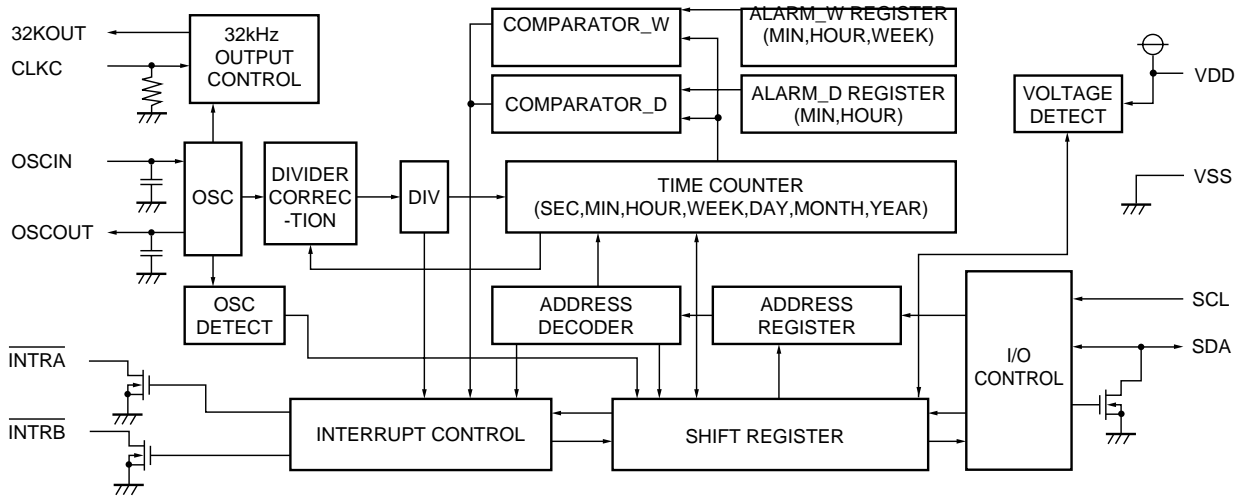 32KOUT
CLKC
32kHz
OUTPUT
CONTROL
COMPARATOR_W
ALARM_W REGISTER
(MIN,HOUR,WEEK)
COMPARATOR_D
ALARM_D REGISTER
(MIN,HOUR)
VOLTAGE
DETECT
VDD
VSS
OSCIN
OSCOUT
OSC
DIVIDER
CORREC
-TION
DIV
TIME COUNTER
(SEC,MIN,HOUR,WEEK,DAY,MONTH,YEAR)
OSC
DETECT
ADDRESS
DECODER
ADDRESS
REGISTER
I/O
CONTROL
SCL
SDA
INTRA
INTRB
INTERRUPT CONTROL
SHIFT REGISTER